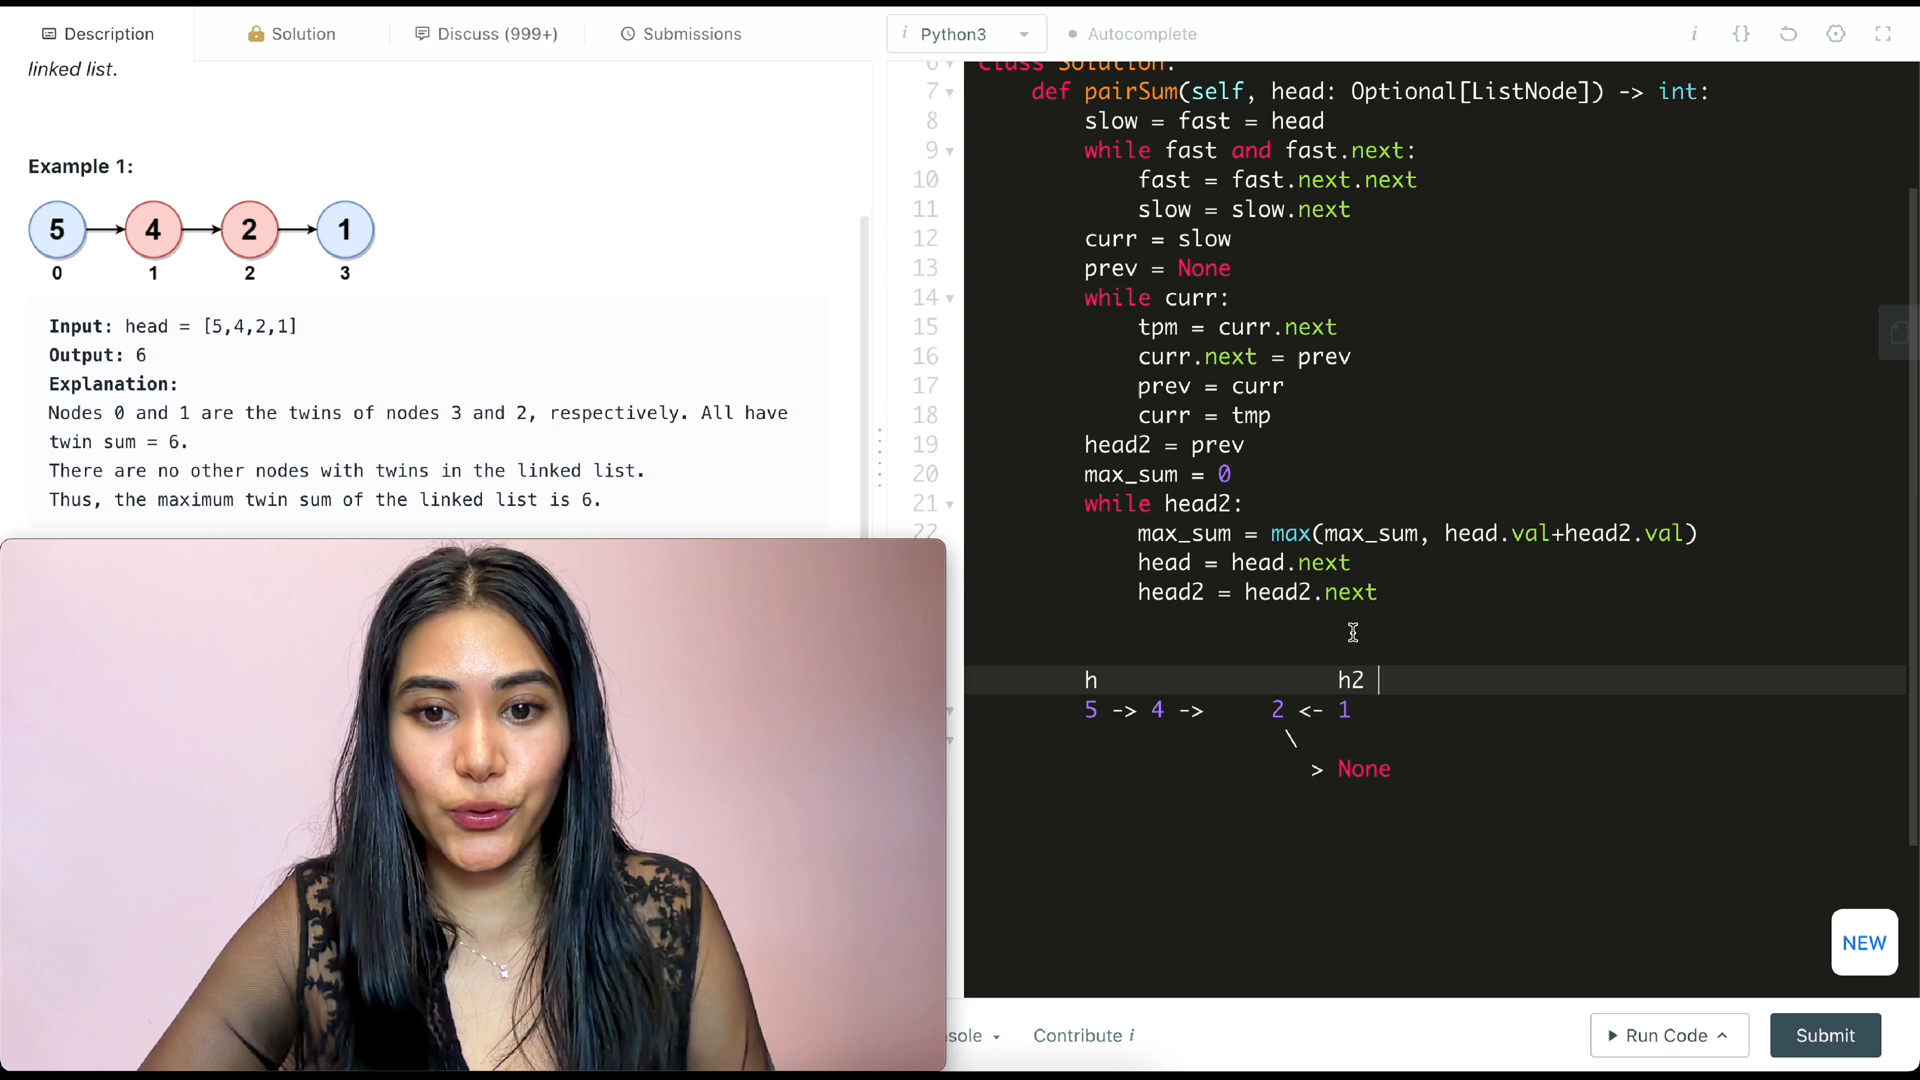 Description
Solution
Discuss (999+)
Submissions
Python3
Autocomplete
linked list.
Example 1:
5 4 2 1
0 1 2 3
Input: head = [5,4,2,1]
Output: 6
Explanation:
Nodes 0 and 1 are the twins of nodes 3 and 2, respectively. All have
twin sum = 6.
There are no other nodes with twins in the linked list.
Thus, the maximum twin sum of the linked list is 6.
6 class Solution:
7 def pairSum(self, head: Optional[ListNode]) -> int:
8 slow = fast = head
9 while fast and fast.next:
10 fast = fast.next.next
11 slow = slow.next
12 curr = slow
13 prev = None
14 while curr:
15 tpm = curr.next
16 curr.next = prev
17 prev = curr
18 curr = tmp
19 head2 = prev
20 max_sum = 0
21 while head2:
22 max_sum = max(max_sum, head.val+head2.val)
head = head.next
head2 = head2.next
h h2
5 -> 4 -> 2 <- 1
\
> None
NEW
Contribute i
Run Code
Submit